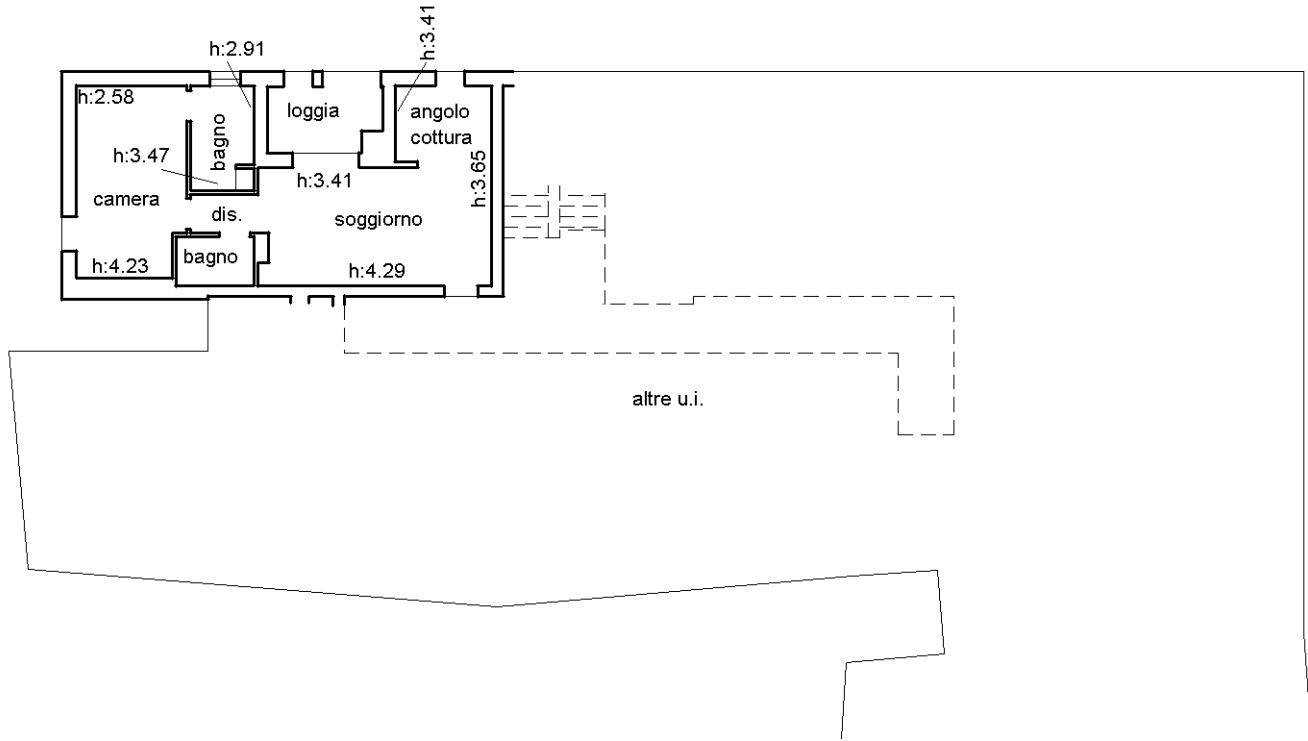 h:3.41
h:2.91
h:2.58
loggia
angolo
cottura
bagno
h:3.47
h:3.41
h:3.65
camera
dis.
soggiorno
bagno
h:4.23
h:4.29
altre u.i.